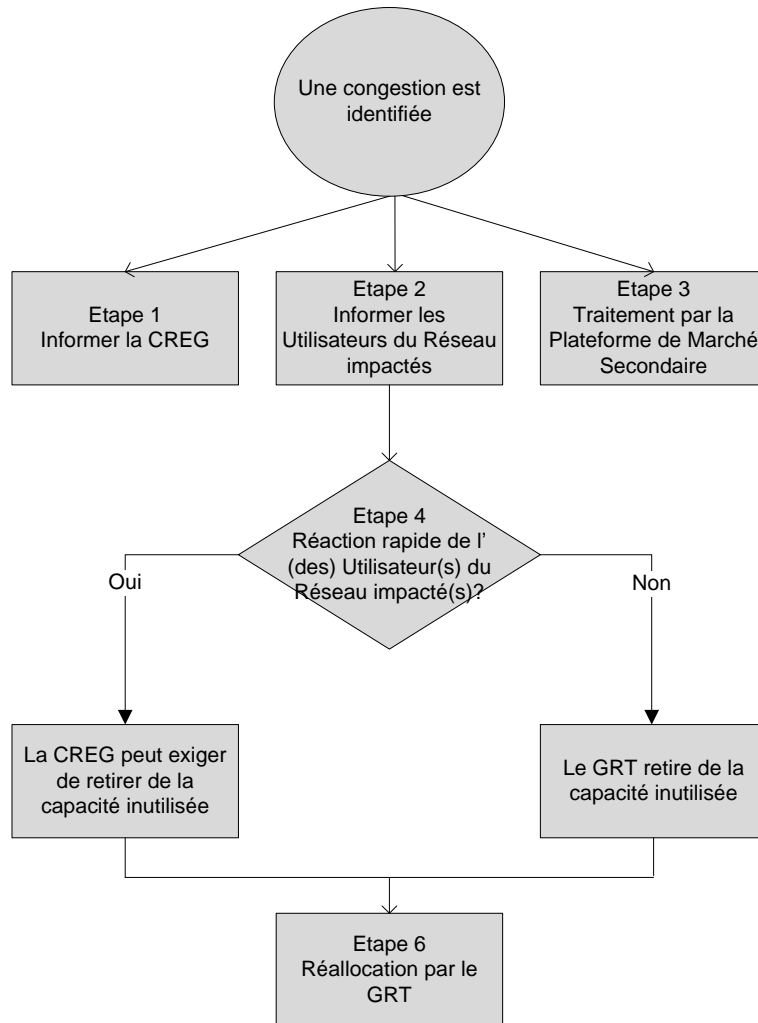 Une congestion est
identifiée
Etape 1
Informer la CREG
Etape 2
Informer les
Utilisateurs du Réseau
impactés
Etape 3
Traitement par la
Plateforme de Marché
Secondaire
Etape 4
Réaction rapide de l'
(des) Utilisateur(s) du
Réseau impacté(s)?
Oui
Non
La CREG peut exiger
de retirer de la
capacité inutilisée
Le GRT retire de la
capacité inutilisée
Etape 6
Réallocation par le
GRT